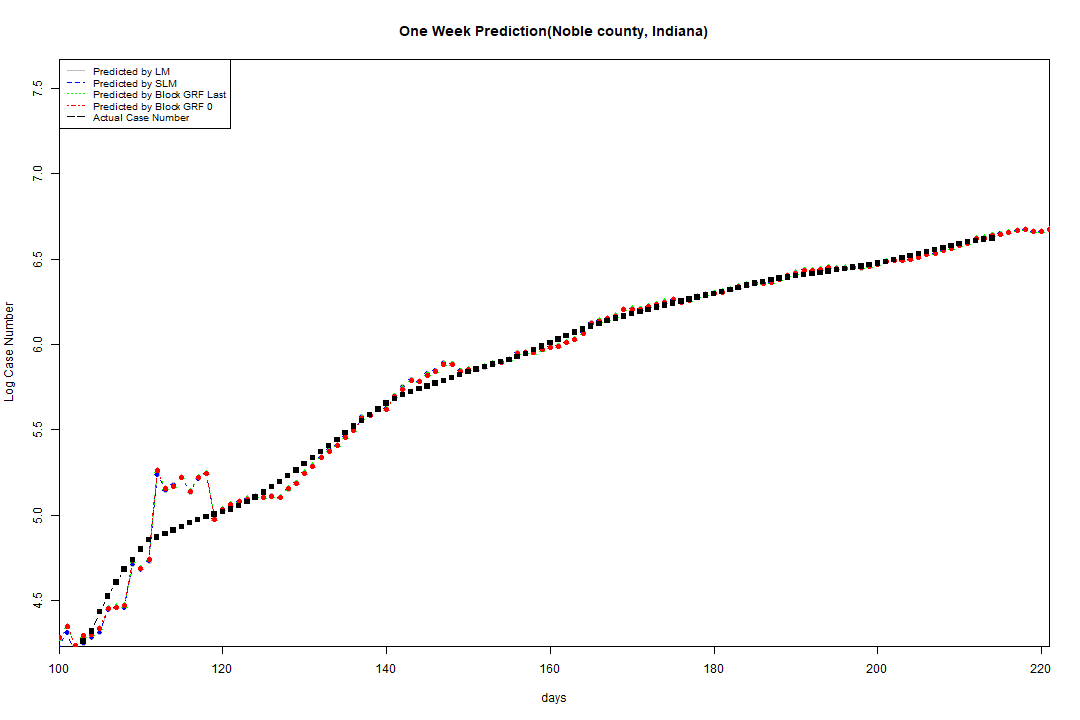 One Week Prediction(Noble county, Indiana)
Predicted by LM
Predicted by SLM
Predicted by Block GRF Last
Predicted by Block GRF 0
Actual Case Number
7.5
7.0
6.5
6.0
5.5
5.0
4.5
Log Case Number
100 120 140 160 180 200 220
days